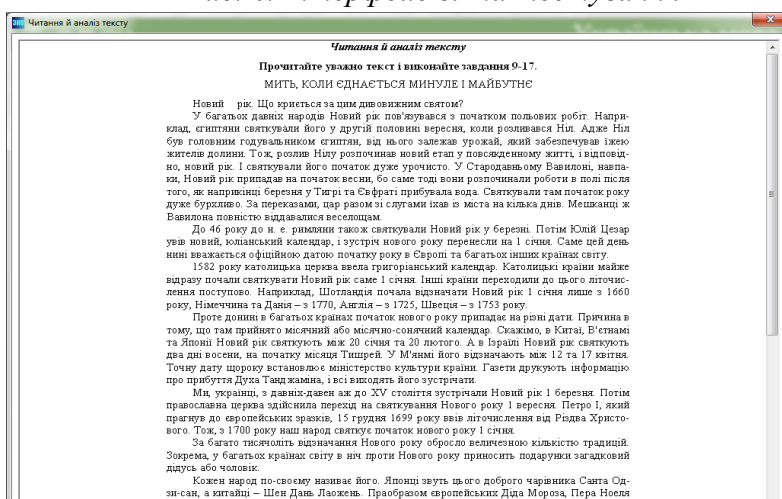 Читання й аналіз тексту
Читання й аналіз тексту
Прочитайте уважно текст і виконайте завдання 9-17.
МИТЬ, КОЛИ ЄДНАЄТЬСЯ МИНУЛЕ І МАЙБУТНЄ
Новий рік. Що криється за цим дивовижним святом?
У багатьох давніх народів Новий рік пов'язувався з початком польових робіт. Напри-
клад, єгиптяни святкували його у другій половині вересня, коли розливався Ніл. Адже Ніл
був головним годувальником єгиптян, від нього залежав урожай, який забезпечував їжею
жителів долини. Тож, розлив Нілу розпочинав новий етап у повсякденному житті, і відповід-
но, новий рік. І святкували його початок дуже урочисто. У Стародавньому Вавилоні, навпа-
ки, Новий рік припадав на початок весни, бо саме тоді вони розпочинали роботи в полі після
того, як наприкінці березня у Тигрі та Євфраті прибувала вода. Святкували там початок року
дуже бурхливо. За переказами, цар разом зі слугами їхав із міста на кілька днів. Мешканці ж
Вавилона повністю віддавалися веселощам.
До 46 року до н. е. римляни також святкували Новий рік у березні. Потім Юлій Цезар
увів новий, юліанський календар, і зустріч нового року перенесли на 1 січня. Саме цей день
нині вважається офіційною датою початку року в Європі та багатьох інших країнах світу.
1582 року католицька церква ввела григоріанський календар. Католицькі країни майже
відразу почали святкувати Новий рік саме 1 січня. Інші країни переходили до цього літочис-
лення поступово. Наприклад, Шотландія почала відзначати Новий рік 1 січня лише з 1660
року, Німеччина та Данія – з 1770, Англія – з 1725, Швеція – з 1753 року.
Проте донині в багатьох країнах початок нового року припадає на різні дати. Причина в
тому, що там прийнято місячний або місячно-сонячний календар. Скажімо, в Китаї, В'єтнамі
та Японії Новий рік святкують між 20 січня та 20 лютого. А в Ізраїлі Новий рік святкують
два дні восени, на початку місяця Тишрей. У М'янмі його відзначають між 12 та 17 квітня.
Точну дату щороку встановлює міністерство культури країни. Газети друкують інформацію
про прибуття Духа Танджаміна, і всі виходять його зустрічати.
Ми, українці, з давніх-давен аж до XV століття зустрічали Новий рік 1 березня. Потім
православна церква здійснила перехід на святкування Нового року 1 вересня. Петро І, який
прагнув до європейських зразків, 15 грудня 1699 року ввів літочислення від Різдва Христо-
вого. Тож, з 1700 року наш народ святкує початок нового року 1 січня.
За багато тисячоліть відзначання Нового року обросло величезною кількістю традицій.
Зокрема, у багатьох країнах світу в ніч проти Нового року приносить подарунки загадковий
дідусь або чоловік.
Кожен народ по-своєму називає його. Японці звуть цього доброго чарівника Санта Од-
зи-сан, а китайці – Шен Дань Лаожень. Праобразом європейських Діда Мороза, Пера Ноеля